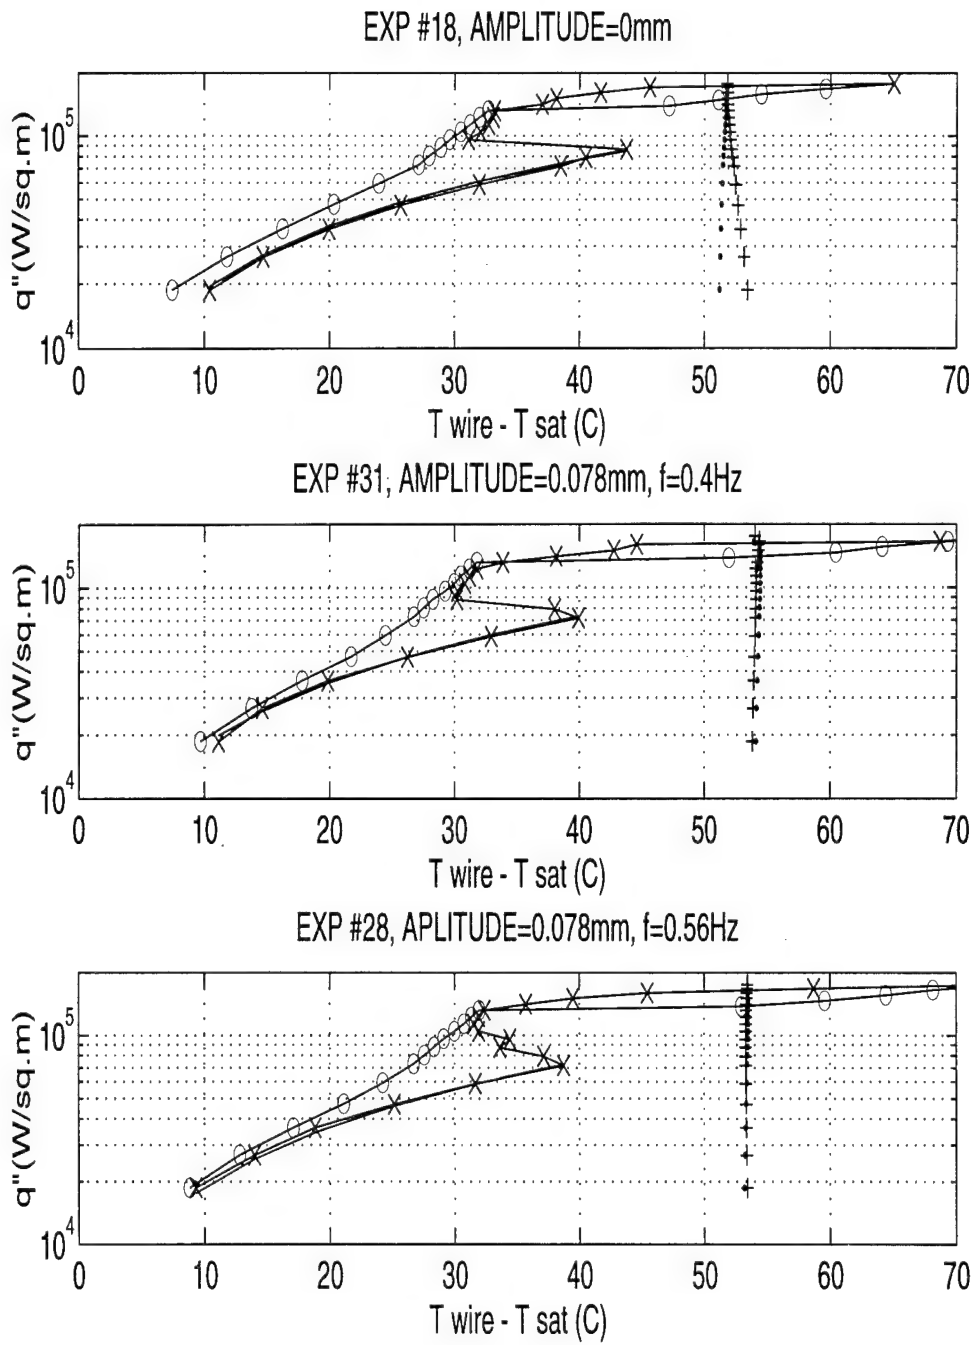 EXP #18, AMPLITUDE=0mm
q"(W/sq.m)
10^5
10^4
0 10 20 30 40 50 60 70
T wire - T sat (C)
EXP #31, AMPLITUDE=0.078mm, f=0.4Hz
q"(W/sq.m)
10^5
10^4
0 10 20 30 40 50 60 70
T wire - T sat (C)
EXP #28, APLITUDE=0.078mm, f=0.56Hz
q"(W/sq.m)
10^5
10^4
0 10 20 30 40 50 60 70
T wire - T sat (C)